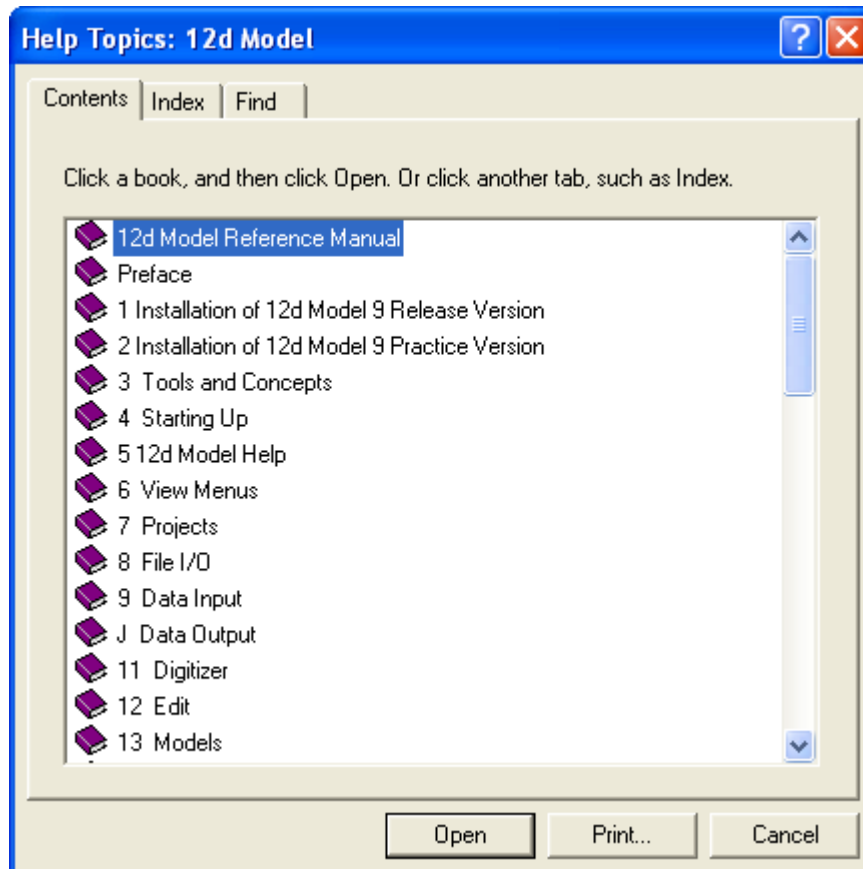 Help Topics: 12d Model
Contents Index Find
Click a book, and then click Open. Or click another tab, such as Index.
12d Model Reference Manual
Preface
1 Installation of 12d Model 9 Release Version
2 Installation of 12d Model 9 Practice Version
3 Tools and Concepts
4 Starting Up
5 12d Model Help
6 View Menus
7 Projects
8 File I/O
9 Data Input
J Data Output
11 Digitizer
12 Edit
13 Models
Open Print... Cancel